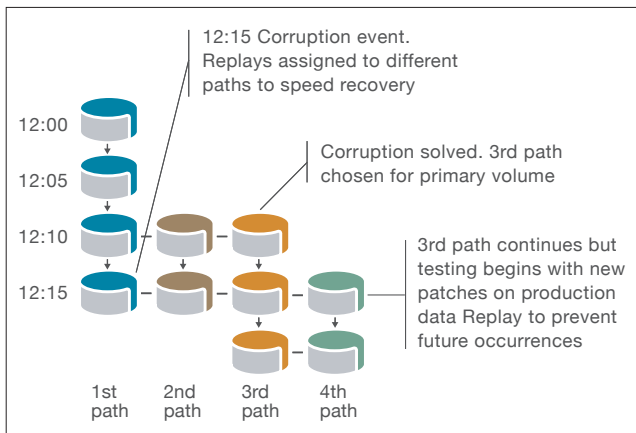 12:15 Corruption event.
Replays assigned to different
paths to speed recovery
12:00
Corruption solved. 3rd path
chosen for primary volume
12:05
12:10
3rd path continues but
testing begins with new
patches on production
data Replay to prevent
future occurrences
12:15
1st path
2nd path
3rd path
4th path